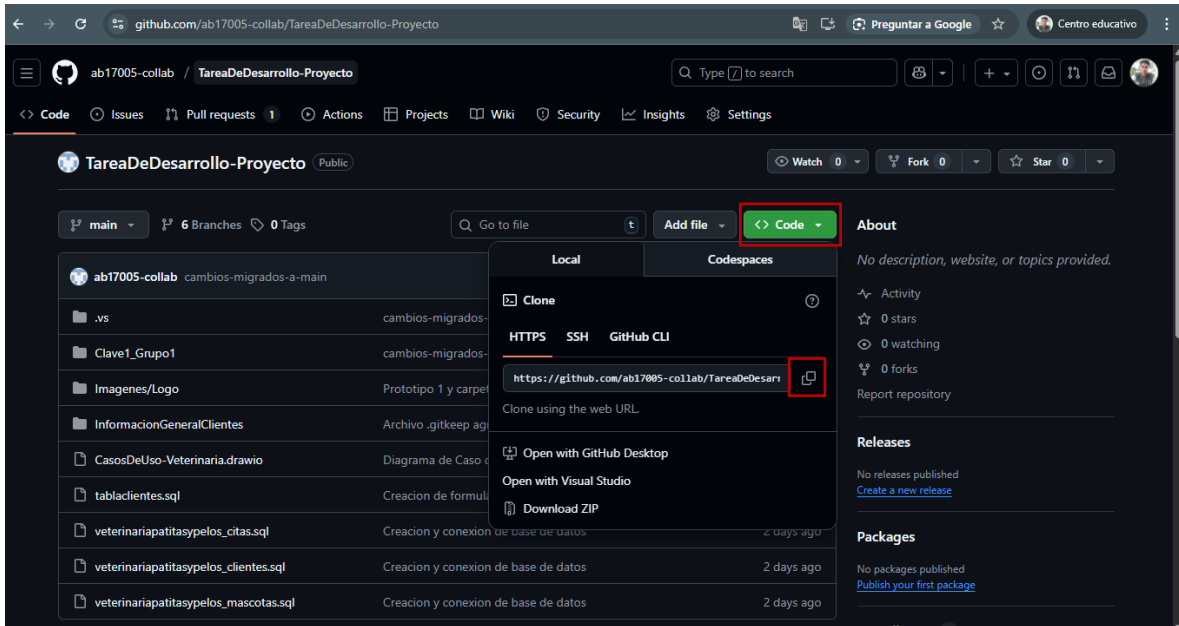 github.com/ab17005-collab/TareaDeDesarrollo-Proyecto
Preguntar a Google
Centro educativo
ab17005-collab / TareaDeDesarrollo-Proyecto
Type / to search
Code Issues Pull requests 1 Actions Projects Wiki Security Insights Settings
TareaDeDesarrollo-Proyecto Public
Watch 0 Fork 0 Star 0
main 6 Branches 0 Tags
Go to file t
Add file
Code
Local Codespaces
Clone
HTTPS SSH GitHub CLI
https://github.com/ab17005-collab/TareaDeDesarr
Clone using the web URL.
Open with GitHub Desktop
Open with Visual Studio
Download ZIP
ab17005-collab cambios-migrados-a-main
.vs cambios-migrados-
Clave1_Grupo1 cambios-migrados-
Imagenes/Logo Prototipo 1 y carpet
InformacionGeneralClientes Archivo .gitkeep ag
CasosDeUso-Veterinaria.drawio Diagrama de Caso
tablaclientes.sql Creacion de formul
veterinariapatitasypelos_citas.sql Creacion y conexion de base de datos 2 days ago
veterinariapatitasypelos_clientes.sql Creacion y conexion de base de datos 2 days ago
veterinariapatitasypelos_mascotas.sql Creacion y conexion de base de datos 2 days ago
About
No description, website, or topics provided.
Activity
0 stars
0 watching
0 forks
Report repository
Releases
No releases published
Create a new release
Packages
No packages published
Publish your first package